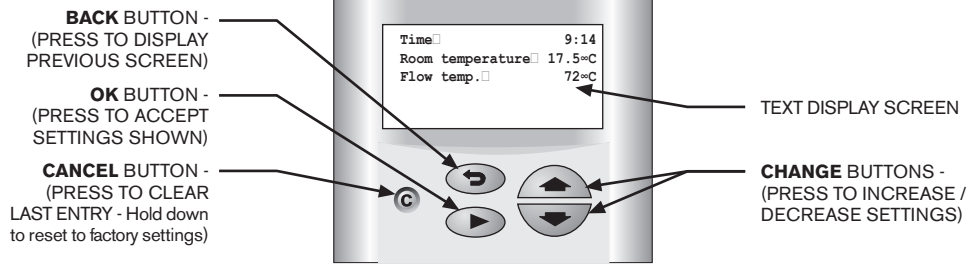 BACK BUTTON -
(PRESS TO DISPLAY
PREVIOUS SCREEN)
OK BUTTON -
(PRESS TO ACCEPT
SETTINGS SHOWN)
CANCEL BUTTON -
(PRESS TO CLEAR
LAST ENTRY - Hold down
to reset to factory settings)
Time 9:14
Room temperature 17.5∞C
Flow temp. 72∞C
C
TEXT DISPLAY SCREEN
CHANGE BUTTONS -
(PRESS TO INCREASE /
DECREASE SETTINGS)